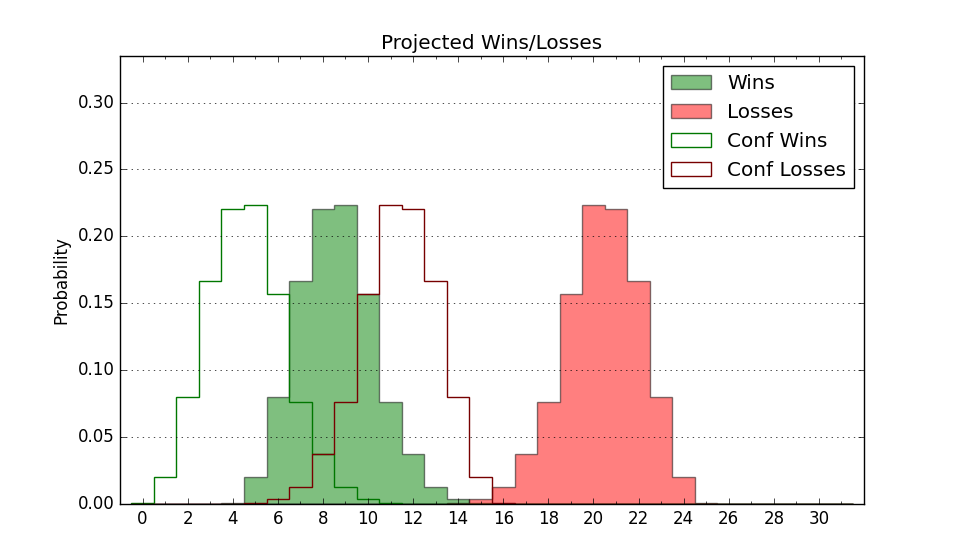 Projected Wins/Losses
Wins
Losses
Conf Wins
Conf Losses
Probability
0.30
0.25
0.20
0.15
0.10
0.05
0.00
0 2 4 6 8 10 12 14 16 18 20 22 24 26 28 30